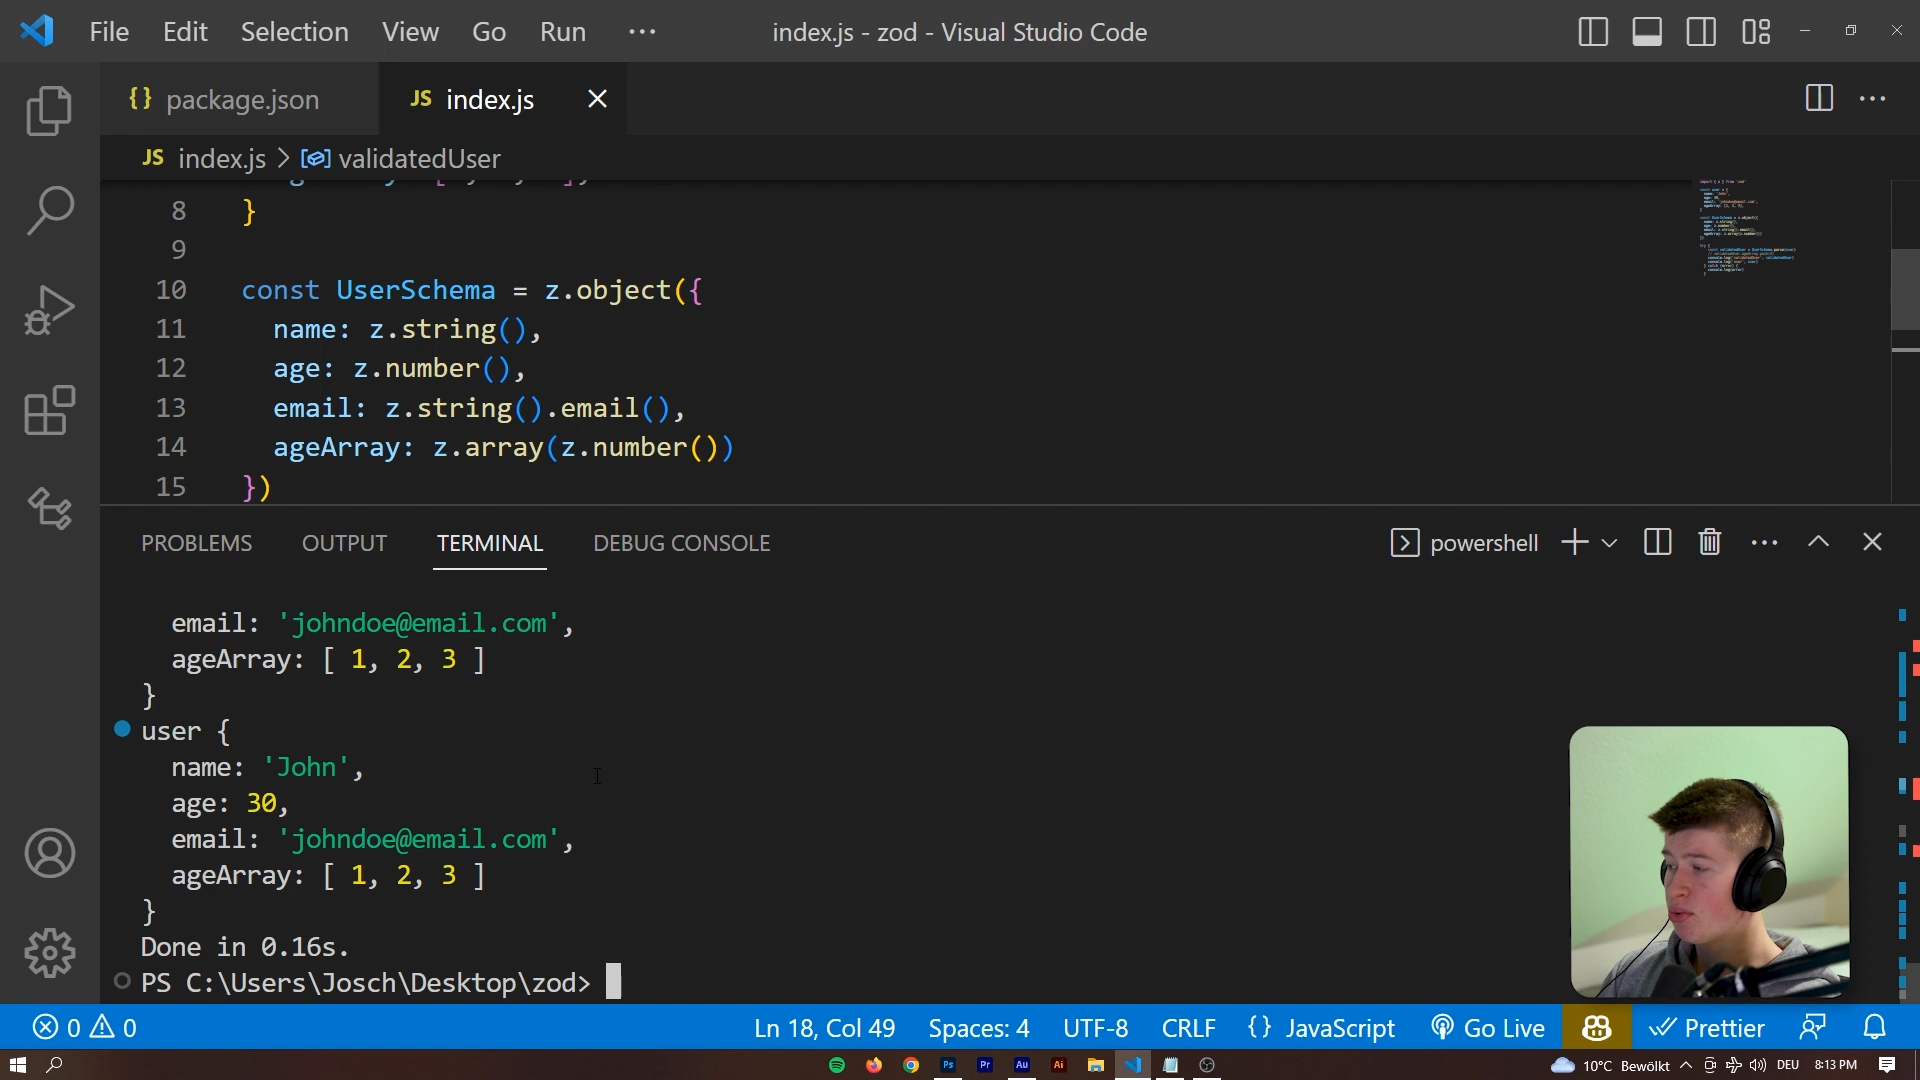 File Edit Selection View Go Run ···
index.js - zod - Visual Studio Code
{} package.json
JS index.js
JS index.js > validatedUser
8 }
9
10 const UserSchema = z.object({
11 name: z.string(),
12 age: z.number(),
13 email: z.string().email(),
14 ageArray: z.array(z.number())
15 })
PROBLEMS OUTPUT TERMINAL DEBUG CONSOLE
powershell
email: 'johndoe@email.com',
ageArray: [ 1, 2, 3 ]
}
user {
name: 'John',
age: 30,
email: 'johndoe@email.com',
ageArray: [ 1, 2, 3 ]
}
Done in 0.16s.
PS C:\Users\Josch\Desktop\zod>
0 0 Ln 18, Col 49 Spaces: 4 UTF-8 CRLF {} JavaScript Go Live Prettier
Ps Pr Au Ai 10°C Bewölkt DEU 8:13 PM